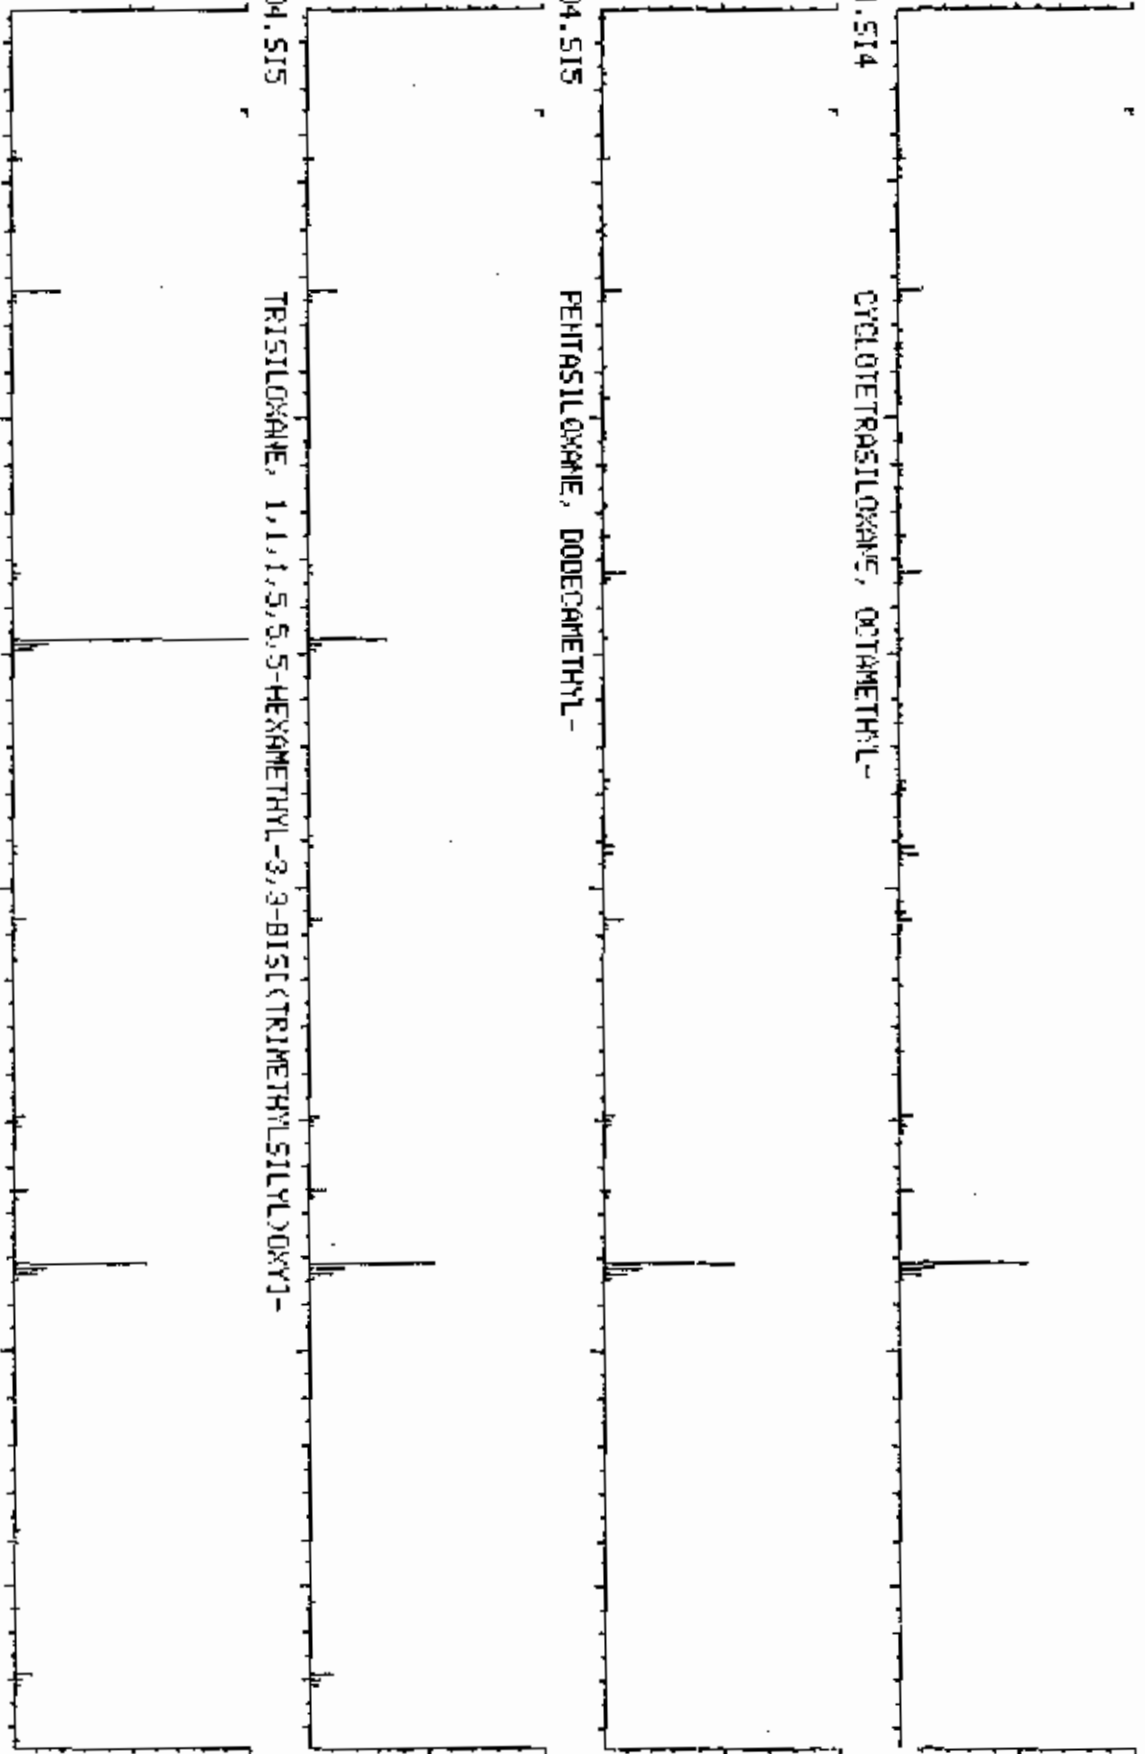 .SI4
CYCLOTETRASILOXANE, OCTAMETHYL-
04.SI5
PENTASILOXANE, DODECAMETHYL-
04.SI5
TRISILOXANE, 1,1,1,5,5,5-HEXAMETHYL-3,3-BIS[(TRIMETHYLSILYL)OXY]-